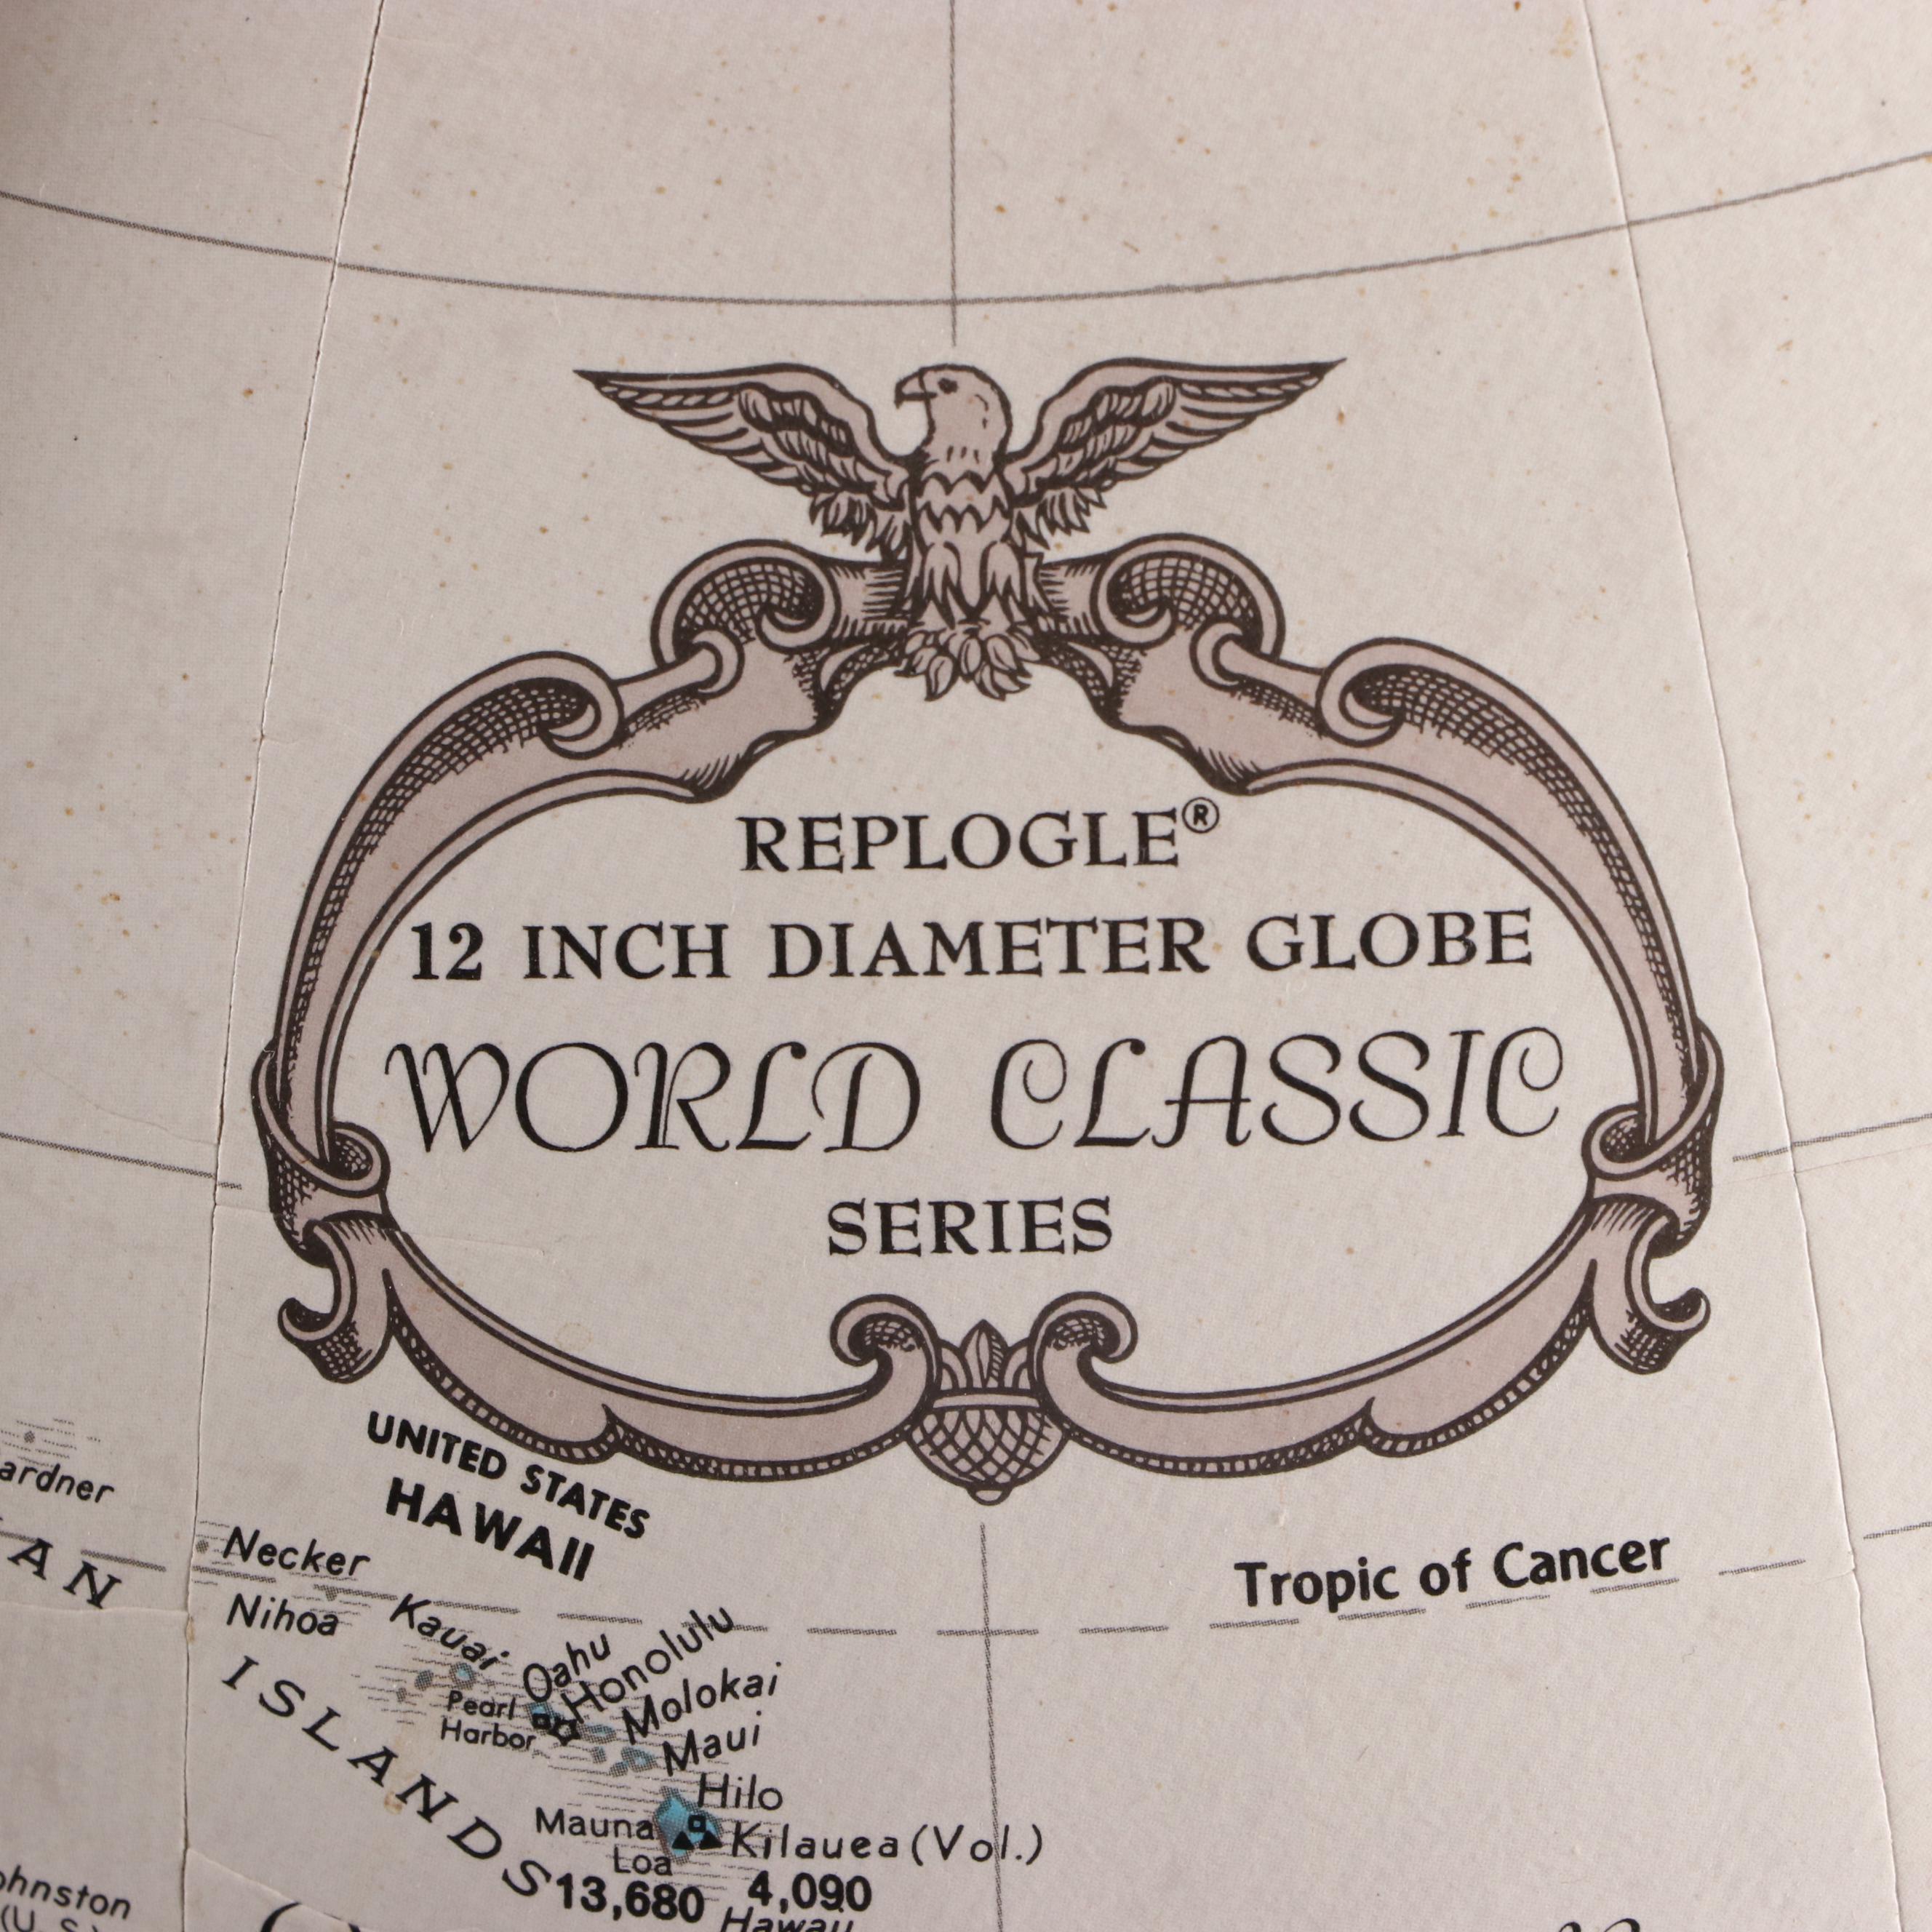 REPLOGLE®
12 INCH DIAMETER GLOBE
WORLD CLASSIC
SERIES
UNITED STATES
HAWAII
Tropic of Cancer
ardner
AN
Necker
Nihoa
Kauai
Oahu
Honolulu
Pearl
Harbor
Molokai
Maui
Hilo
ISLANDS
Mauna
Loa
13,680
Kilauea (Vol.)
4,090
Hawaii
ohnston
(U.S.)